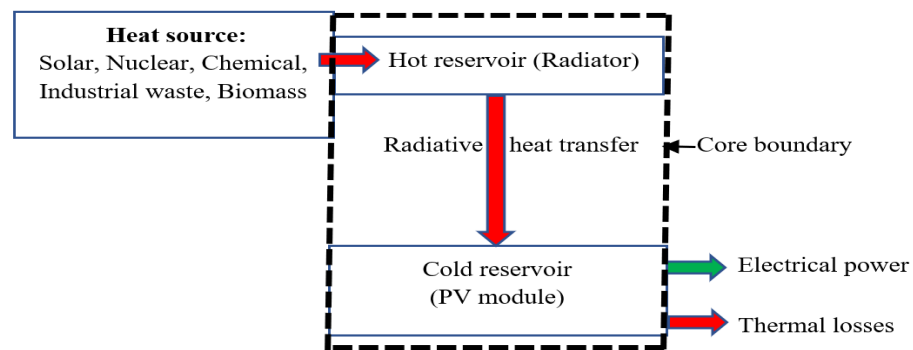 Heat source:
Solar, Nuclear, Chemical,
Industrial waste, Biomass
Hot reservoir (Radiator)
Radiative heat transfer
Core boundary
Cold reservoir
(PV module)
Electrical power
Thermal losses